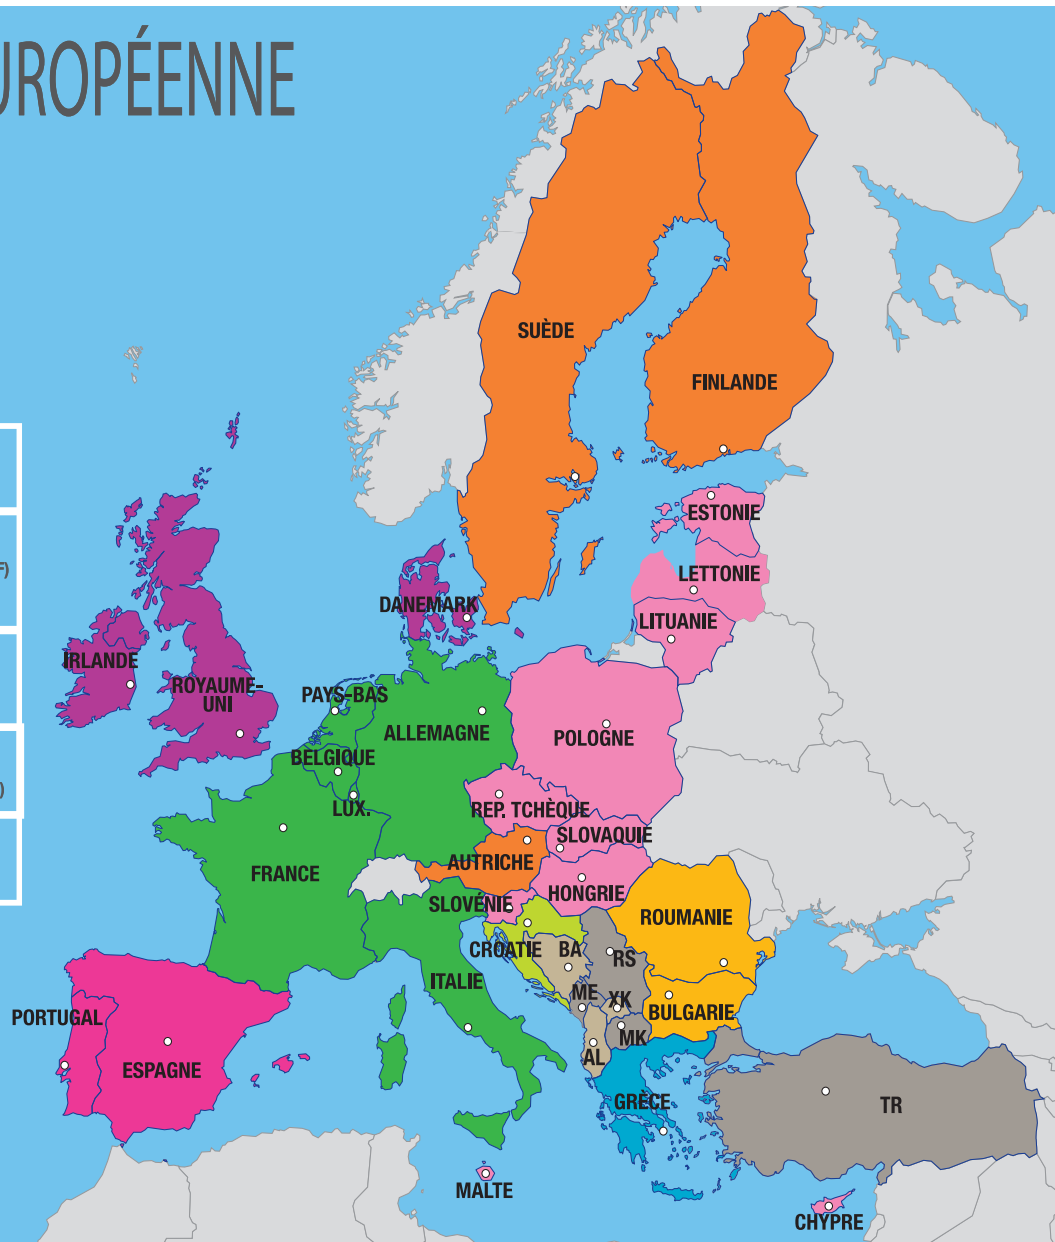 UROPÉENNE
SUÈDE
FINLANDE
ESTONIE
F)
LETTONIE
DANEMARK
LITUANIE
IRLANDE
ROYAUME-
UNI
PAYS-BAS
ALLEMAGNE
POLOGNE
BELGIQUE
)
LUX.
REP. TCHÈQUE
SLOVAQUIE
AUTRICHE
FRANCE
HONGRIE
SLOVÉNIE
ROUMANIE
CROATIE
BA
RS
ITALIE
ME
XK
BULGARIE
PORTUGAL
MK
AL
ESPAGNE
GRÈCE
TR
MALTE
CHYPRE